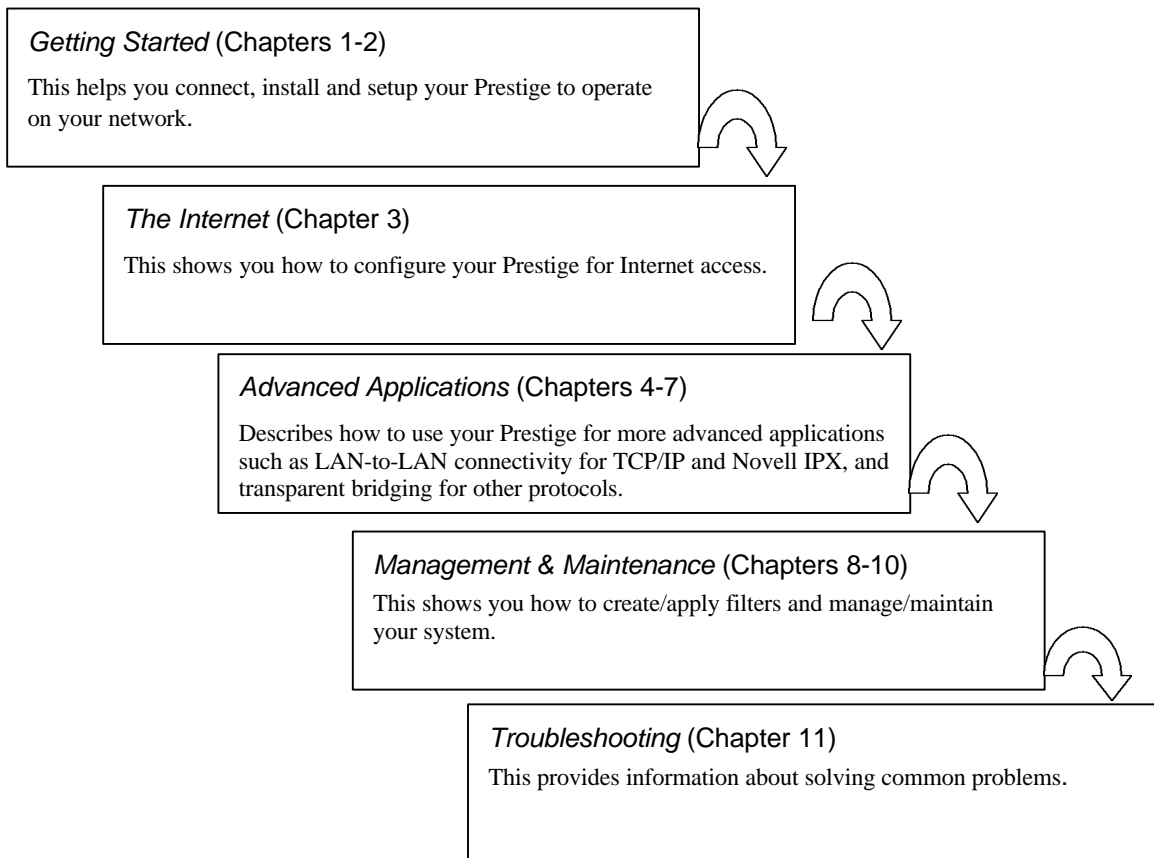 Getting Started (Chapters 1-2)
This helps you connect, install and setup your Prestige to operate
on your network.
The Internet (Chapter 3)
This shows you how to configure your Prestige for Internet access.
Advanced Applications (Chapters 4-7)
Describes how to use your Prestige for more advanced applications
such as LAN-to-LAN connectivity for TCP/IP and Novell IPX, and
transparent bridging for other protocols.
Management & Maintenance (Chapters 8-10)
This shows you how to create/apply filters and manage/maintain
your system.
Troubleshooting (Chapter 11)
This provides information about solving common problems.